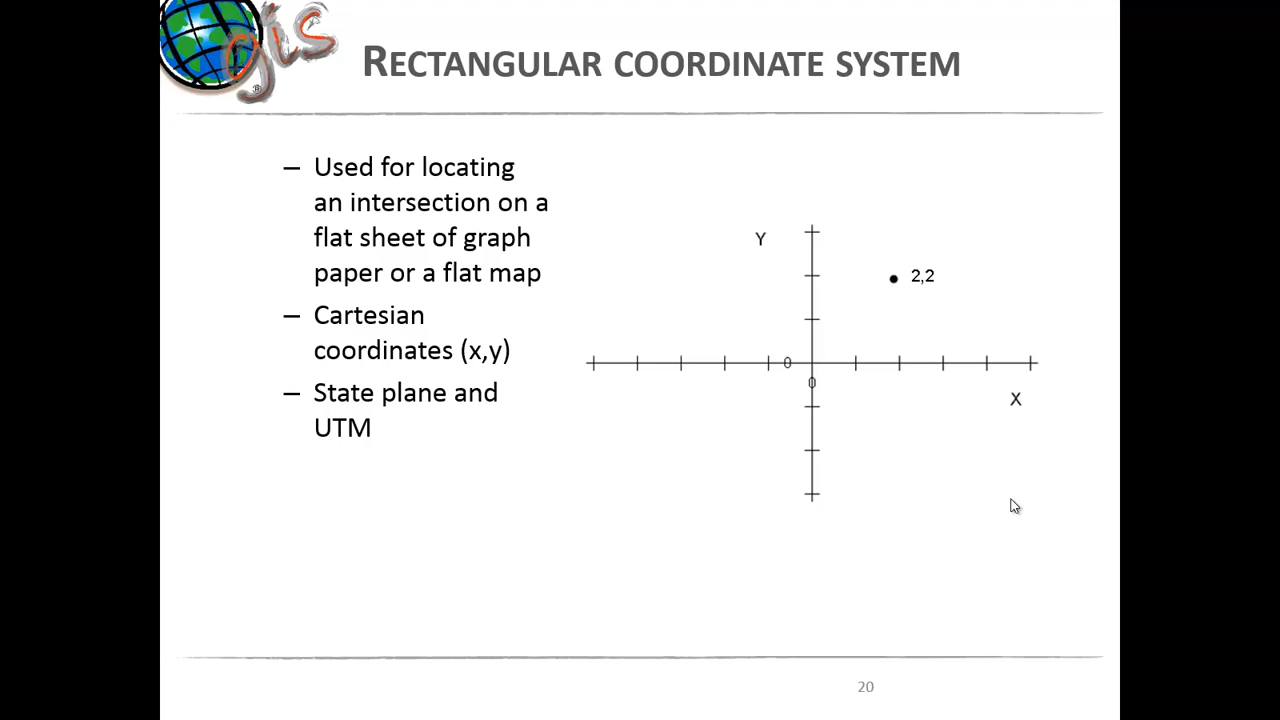 gis
®
RECTANGULAR COORDINATE SYSTEM
– Used for locating
an intersection on a
flat sheet of graph
paper or a flat map
– Cartesian
coordinates (x,y)
– State plane and
UTM
Y
2,2
0
0
X
20